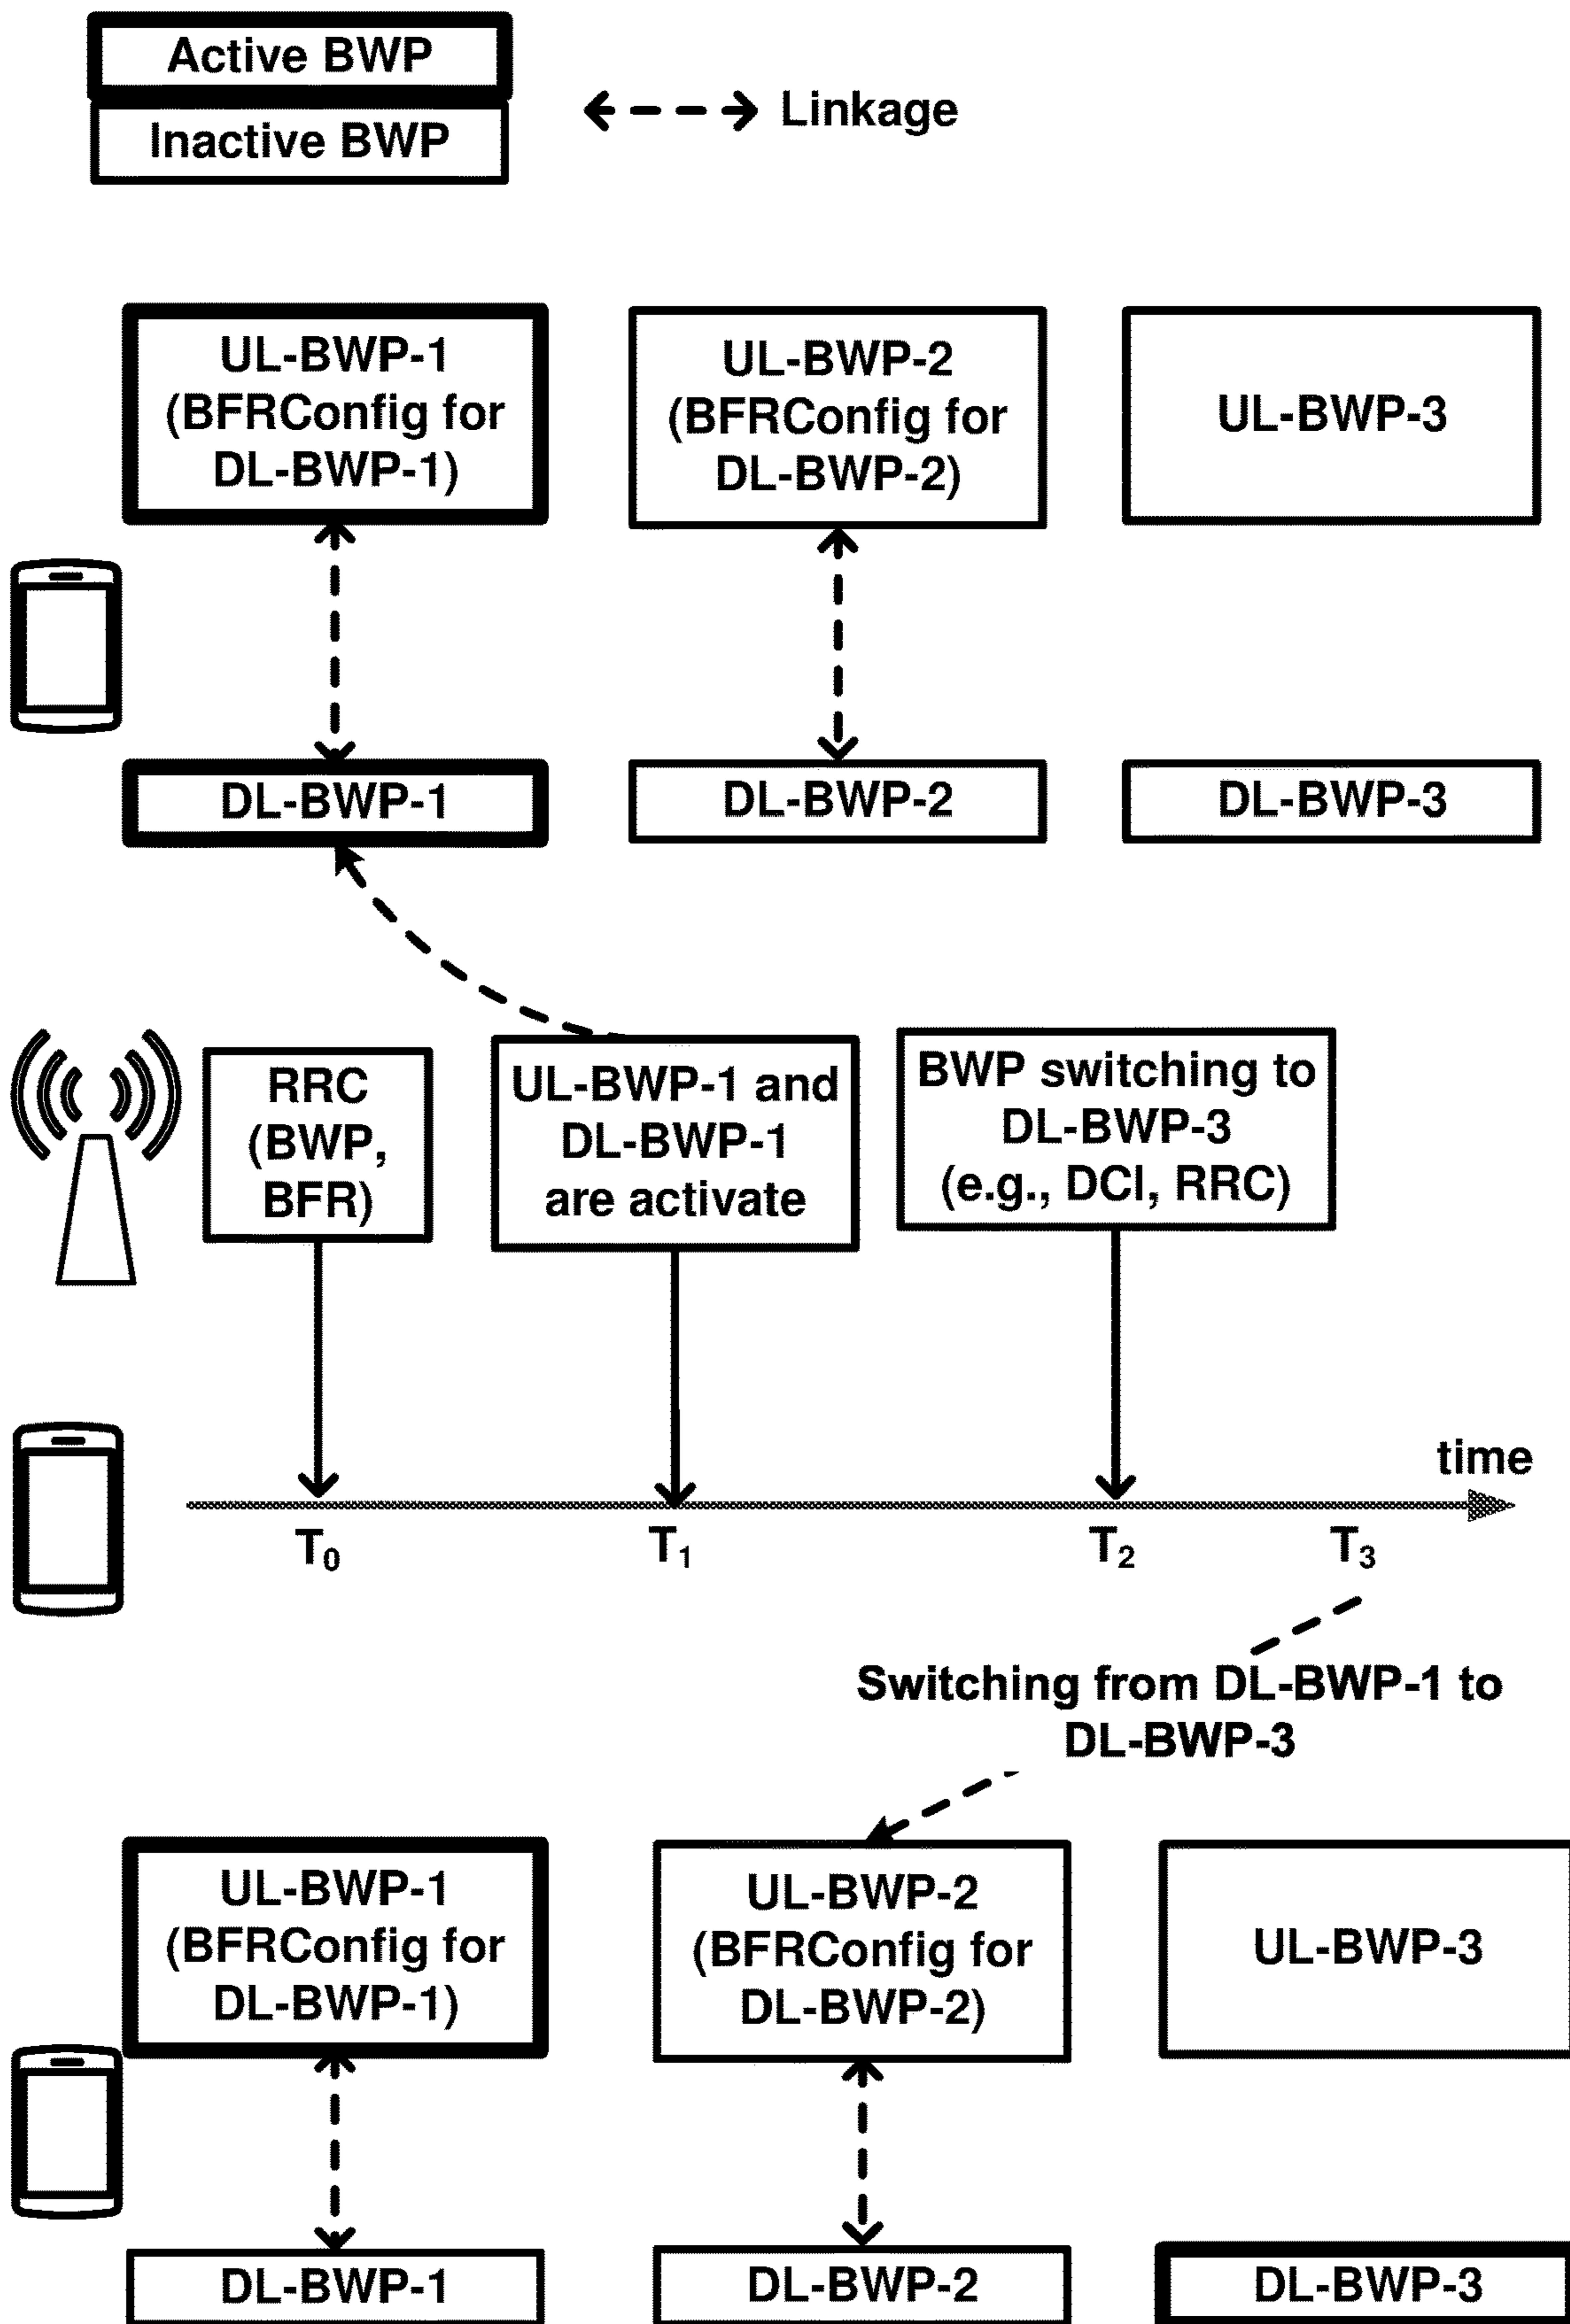 Active BWP
Inactive BWP
Linkage
UL-BWP-1
(BFRConfig for
DL-BWP-1)
UL-BWP-2
(BFRConfig for
DL-BWP-2)
UL-BWP-3
DL-BWP-1
DL-BWP-2
DL-BWP-3
RRC
(BWP,
BFR)
UL-BWP-1 and
DL-BWP-1
are activate
BWP switching to
DL-BWP-3
(e.g., DCI, RRC)
time
T0
T1
T2
T3
Switching from DL-BWP-1 to
DL-BWP-3
UL-BWP-1
(BFRConfig for
DL-BWP-1)
UL-BWP-2
(BFRConfig for
DL-BWP-2)
UL-BWP-3
DL-BWP-1
DL-BWP-2
DL-BWP-3